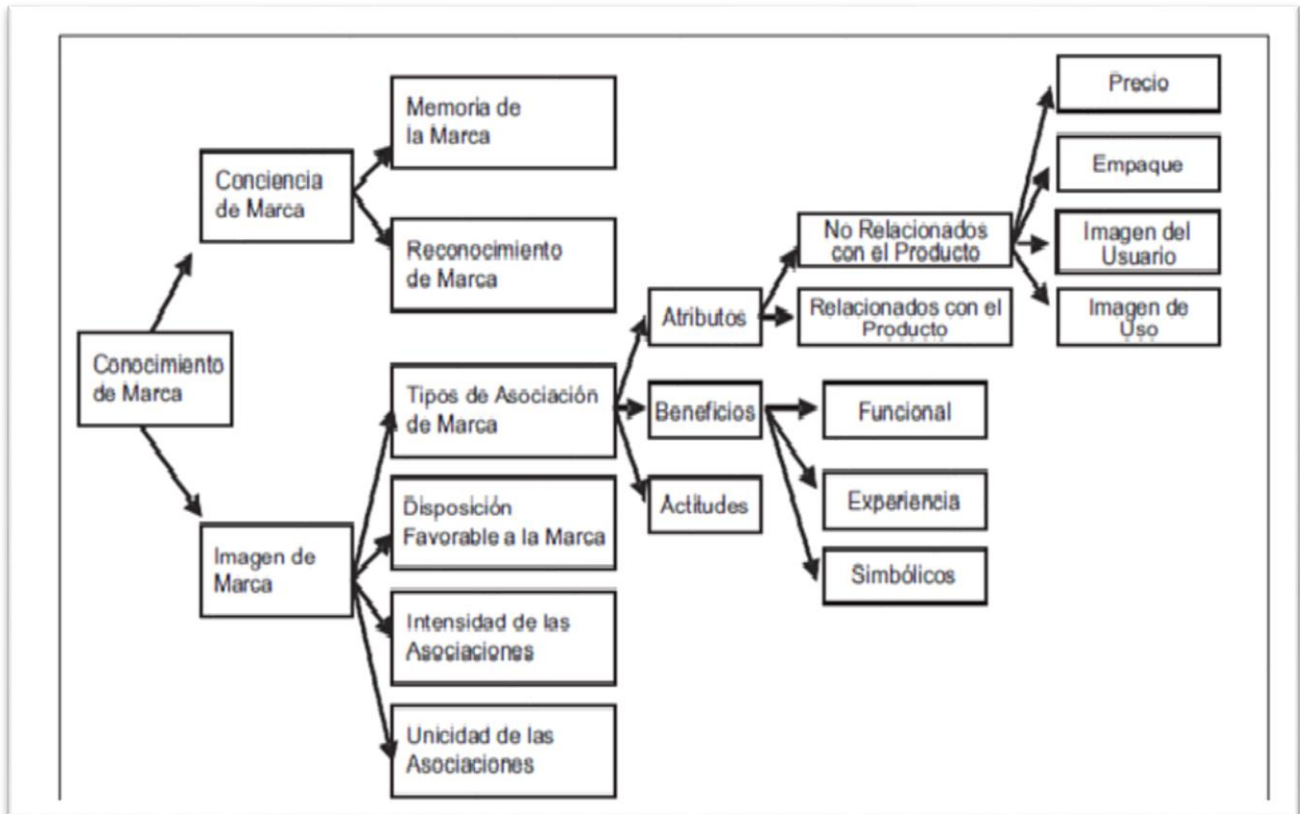 Conocimiento
de Marca
Conciencia
de Marca
Memoria de
la Marca
Reconocimiento
de Marca
Imagen de
Marca
Tipos de Asociación
de Marca
Disposición
Favorable a la Marca
Intensidad de las
Asociaciones
Unicidad de las
Asociaciones
Atributos
Beneficios
Actitudes
No Relacionados
con el Producto
Relacionados con el
Producto
Funcional
Experiencia
Simbólicos
Precio
Empaque
Imagen del
Usuario
Imagen de
Uso